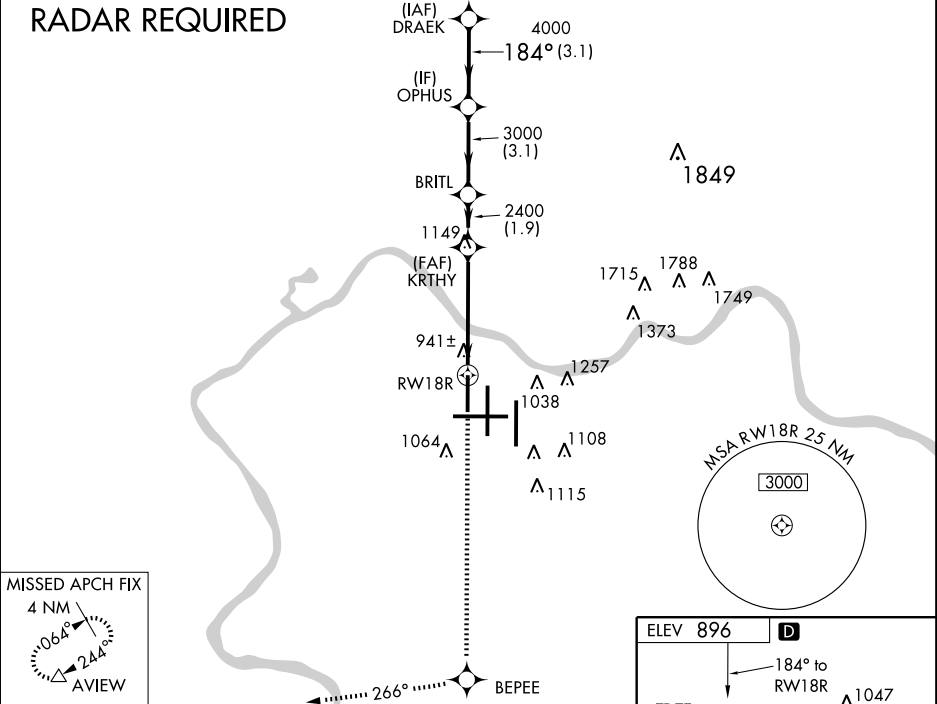 RADAR REQUIRED
(IAF)
DRAEK
4000
184° (3.1)
(IF)
OPHUS
3000
(3.1)
BRITL
2400
(1.9)
1849
1149
(FAF)
KRTHY
1715
1788
1749
1373
941±
RW18R
1257
1038
1064
1108
1115
MSA RW18R 25 NM
3000
MISSED APCH FIX
4 NM
064°
244°
AVIEW
266°
BEPEE
ELEV 896
D
184° to
RW18R
1047